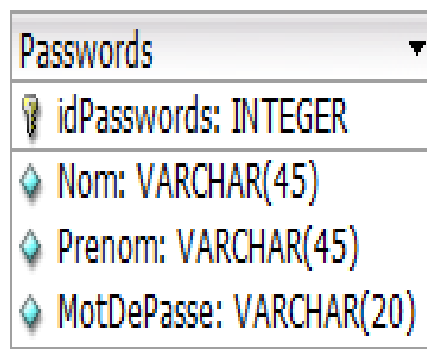 Passwords
idPasswords: INTEGER
Nom: VARCHAR(45)
Prenom: VARCHAR(45)
MotDePasse: VARCHAR(20)